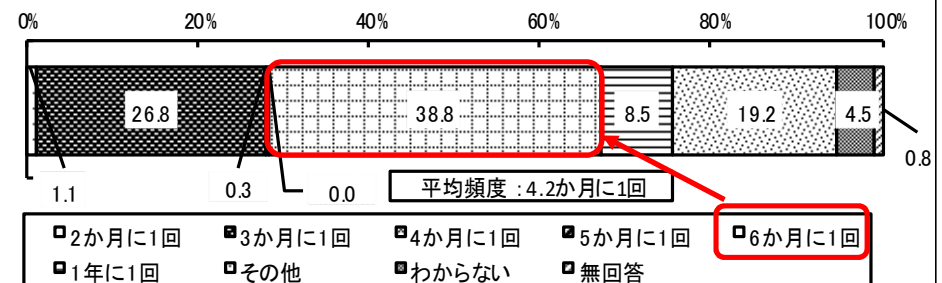 0% 20% 40% 60% 80% 100%
26.8 38.8 8.5 19.2 4.5
0.8
1.1 0.3 0.0 平均頻度：4.2か月に1回
2か月に1回 3か月に1回 4か月に1回 5か月に1回 6か月に1回
1年に1回 その他 わからない 無回答